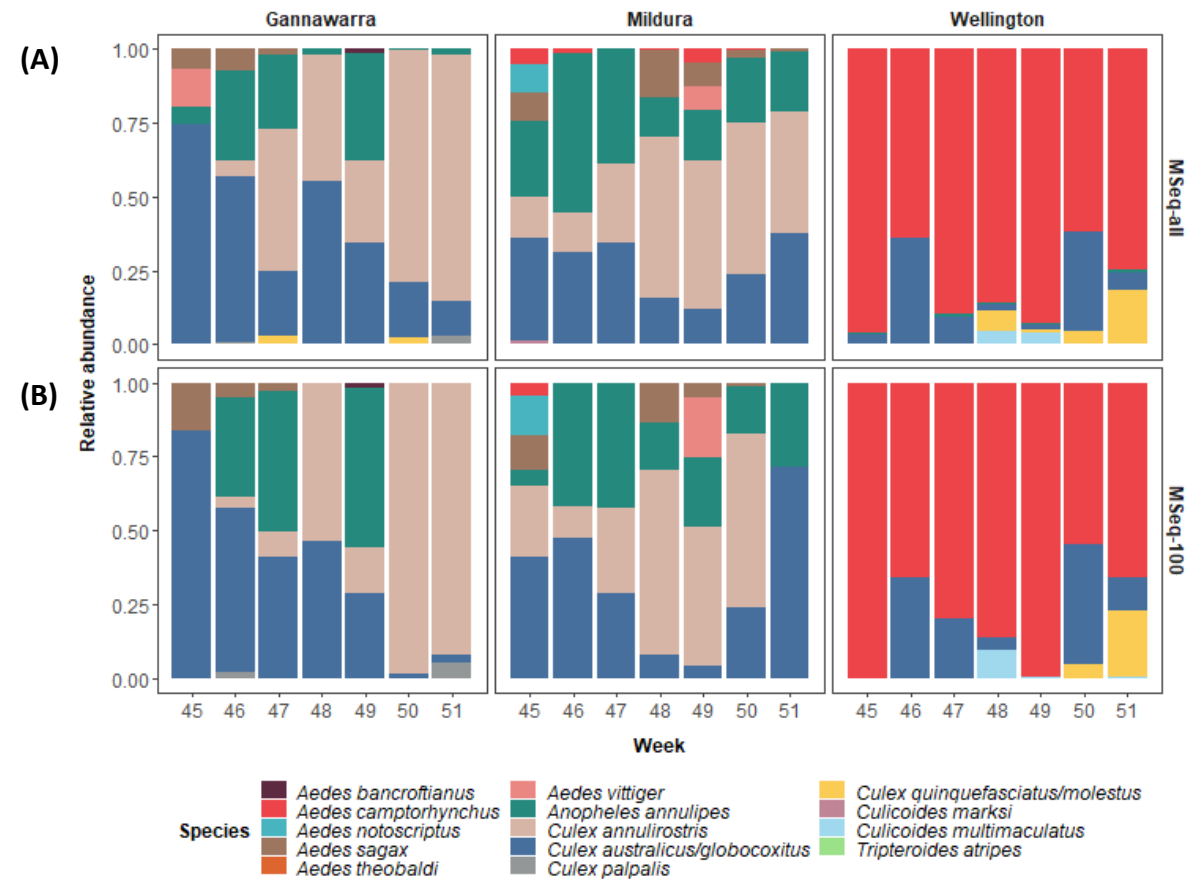 Gannawarra Mildura Wellington
(A)
1.00
0.75
0.50
0.25
0.00
MSeq-all
Relative abundance
(B)
1.00
0.75
0.50
0.25
0.00
MSeq-100
45 46 47 48 49 50 51 45 46 47 48 49 50 51 45 46 47 48 49 50 51
Week
Species
Aedes bancroftianus
Aedes camptorhynchus
Aedes notoscriptus
Aedes sagax
Aedes theobaldi
Aedes vittiger
Anopheles annulipes
Culex annulirostris
Culex australicus/globocoxitus
Culex palpalis
Culex quinquefasciatus/molestus
Culicoides marksi
Culicoides multimaculatus
Tripteroides atripes